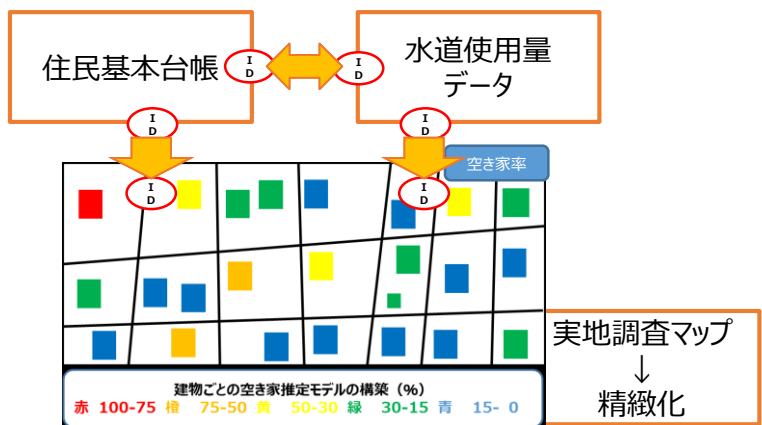 住民基本台帳
I
D
I
D
水道使用量
データ
I
D
I
D
I
D
I
D
空き家率
実地調査マップ
↓
精緻化
建物ごとの空き家推定モデルの構築（%）
赤 100-75 橙 75-50 黄 50-30 緑 30-15 青 15- 0